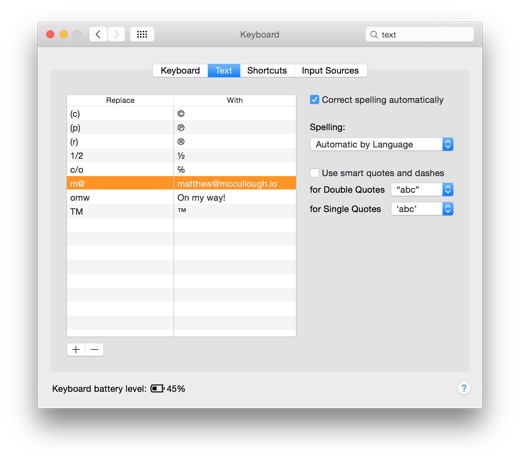 Keyboard
text
Keyboard Text Shortcuts Input Sources
Replace With
(c) ©
(p) ℗
(r) ®
1/2 ½
c/o ℅
m@ matthew@mccullough.io
omw On my way!
TM ™
Correct spelling automatically
Spelling:
Automatic by Language
Use smart quotes and dashes
for Double Quotes “abc”
for Single Quotes ‘abc’
+ −
Keyboard battery level: 45%
?